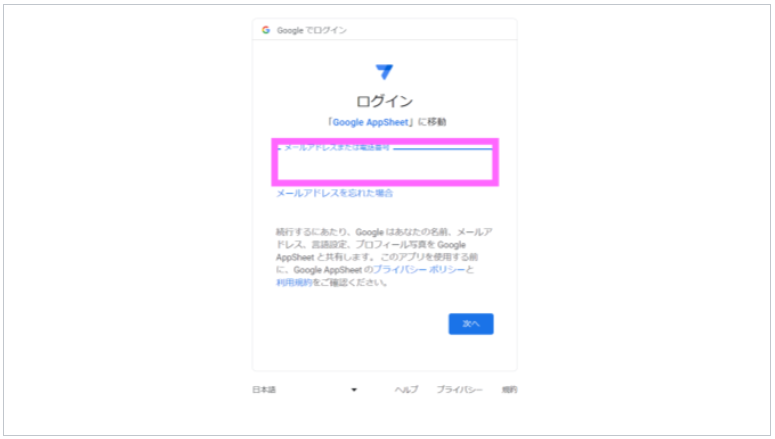 Google でログイン
ログイン
「Google AppSheet」に移動
メールアドレスまたは電話番号
メールアドレスを忘れた場合
続行するにあたり、Google はあなたの名前、メールア
ドレス、言語設定、プロフィール写真を Google
AppSheet と共有します。このアプリを使用する前
に、Google AppSheet のプライバシー ポリシーと
利用規約をご確認ください。
次へ
日本語 ヘルプ プライバシー 規約